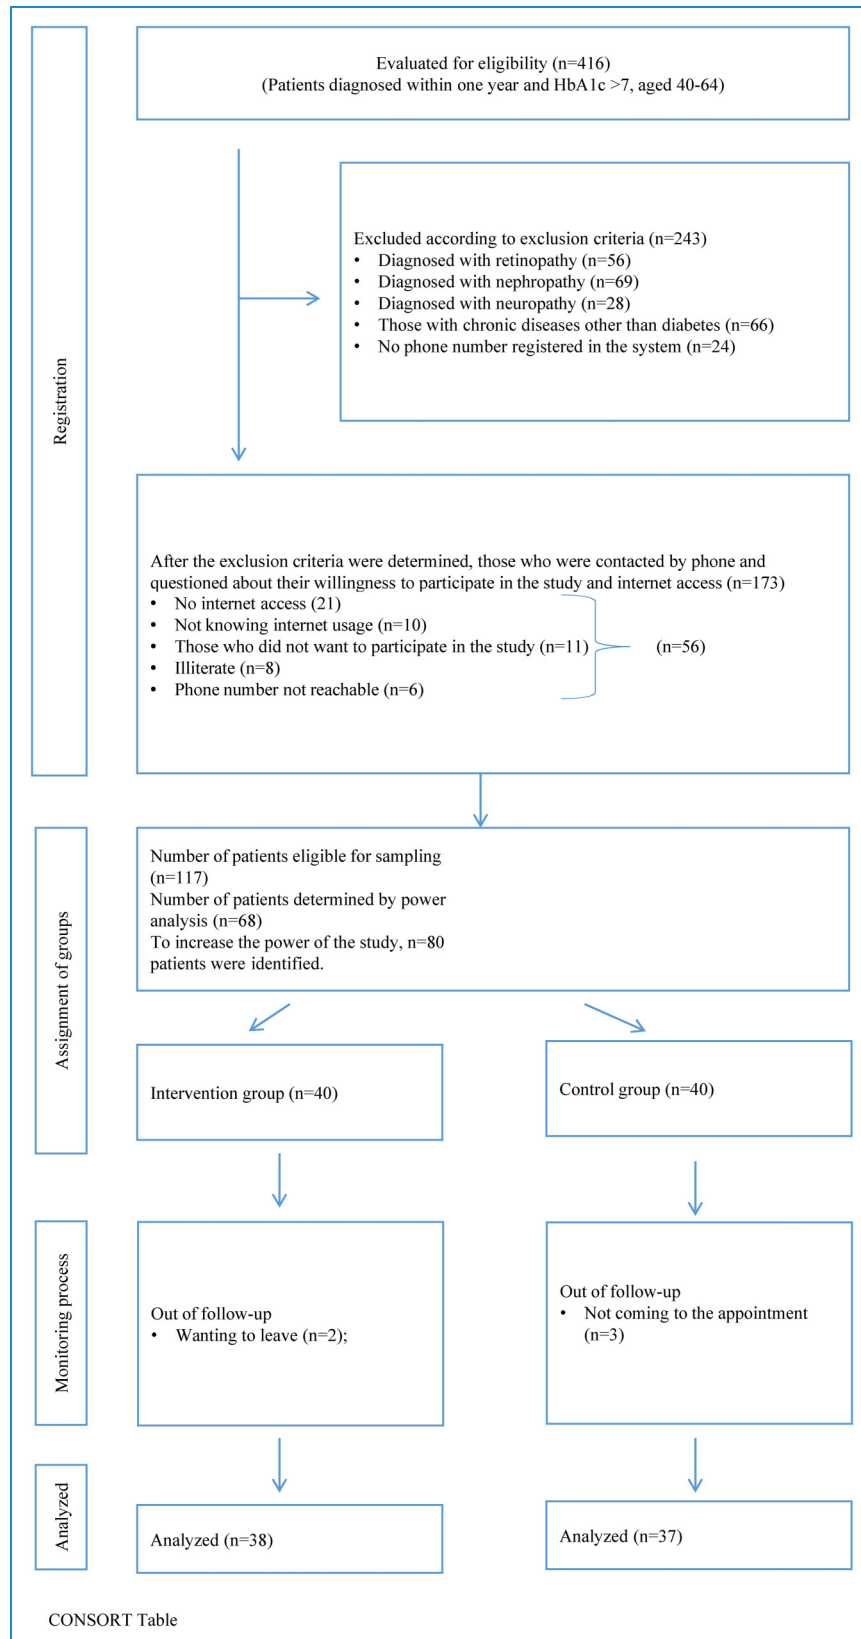 Registration
Evaluated for eligibility (n=416)
(Patients diagnosed within one year and HbA1c >7, aged 40-64)
Excluded according to exclusion criteria (n=243)
• Diagnosed with retinopathy (n=56)
• Diagnosed with nephropathy (n=69)
• Diagnosed with neuropathy (n=28)
• Those with chronic diseases other than diabetes (n=66)
• No phone number registered in the system (n=24)
After the exclusion criteria were determined, those who were contacted by phone and
questioned about their willingness to participate in the study and internet access (n=173)
• No internet access (21)
• Not knowing internet usage (n=10)
• Those who did not want to participate in the study (n=11)
(n=56)
• Illiterate (n=8)
• Phone number not reachable (n=6)
Assignment of groups
Number of patients eligible for sampling
(n=117)
Number of patients determined by power
analysis (n=68)
To increase the power of the study, n=80
patients were identified.
Intervention group (n=40)
Control group (n=40)
Monitoring process
Out of follow-up
• Wanting to leave (n=2);
Out of follow-up
• Not coming to the appointment
(n=3)
Analyzed
Analyzed (n=38)
Analyzed (n=37)
CONSORT Table